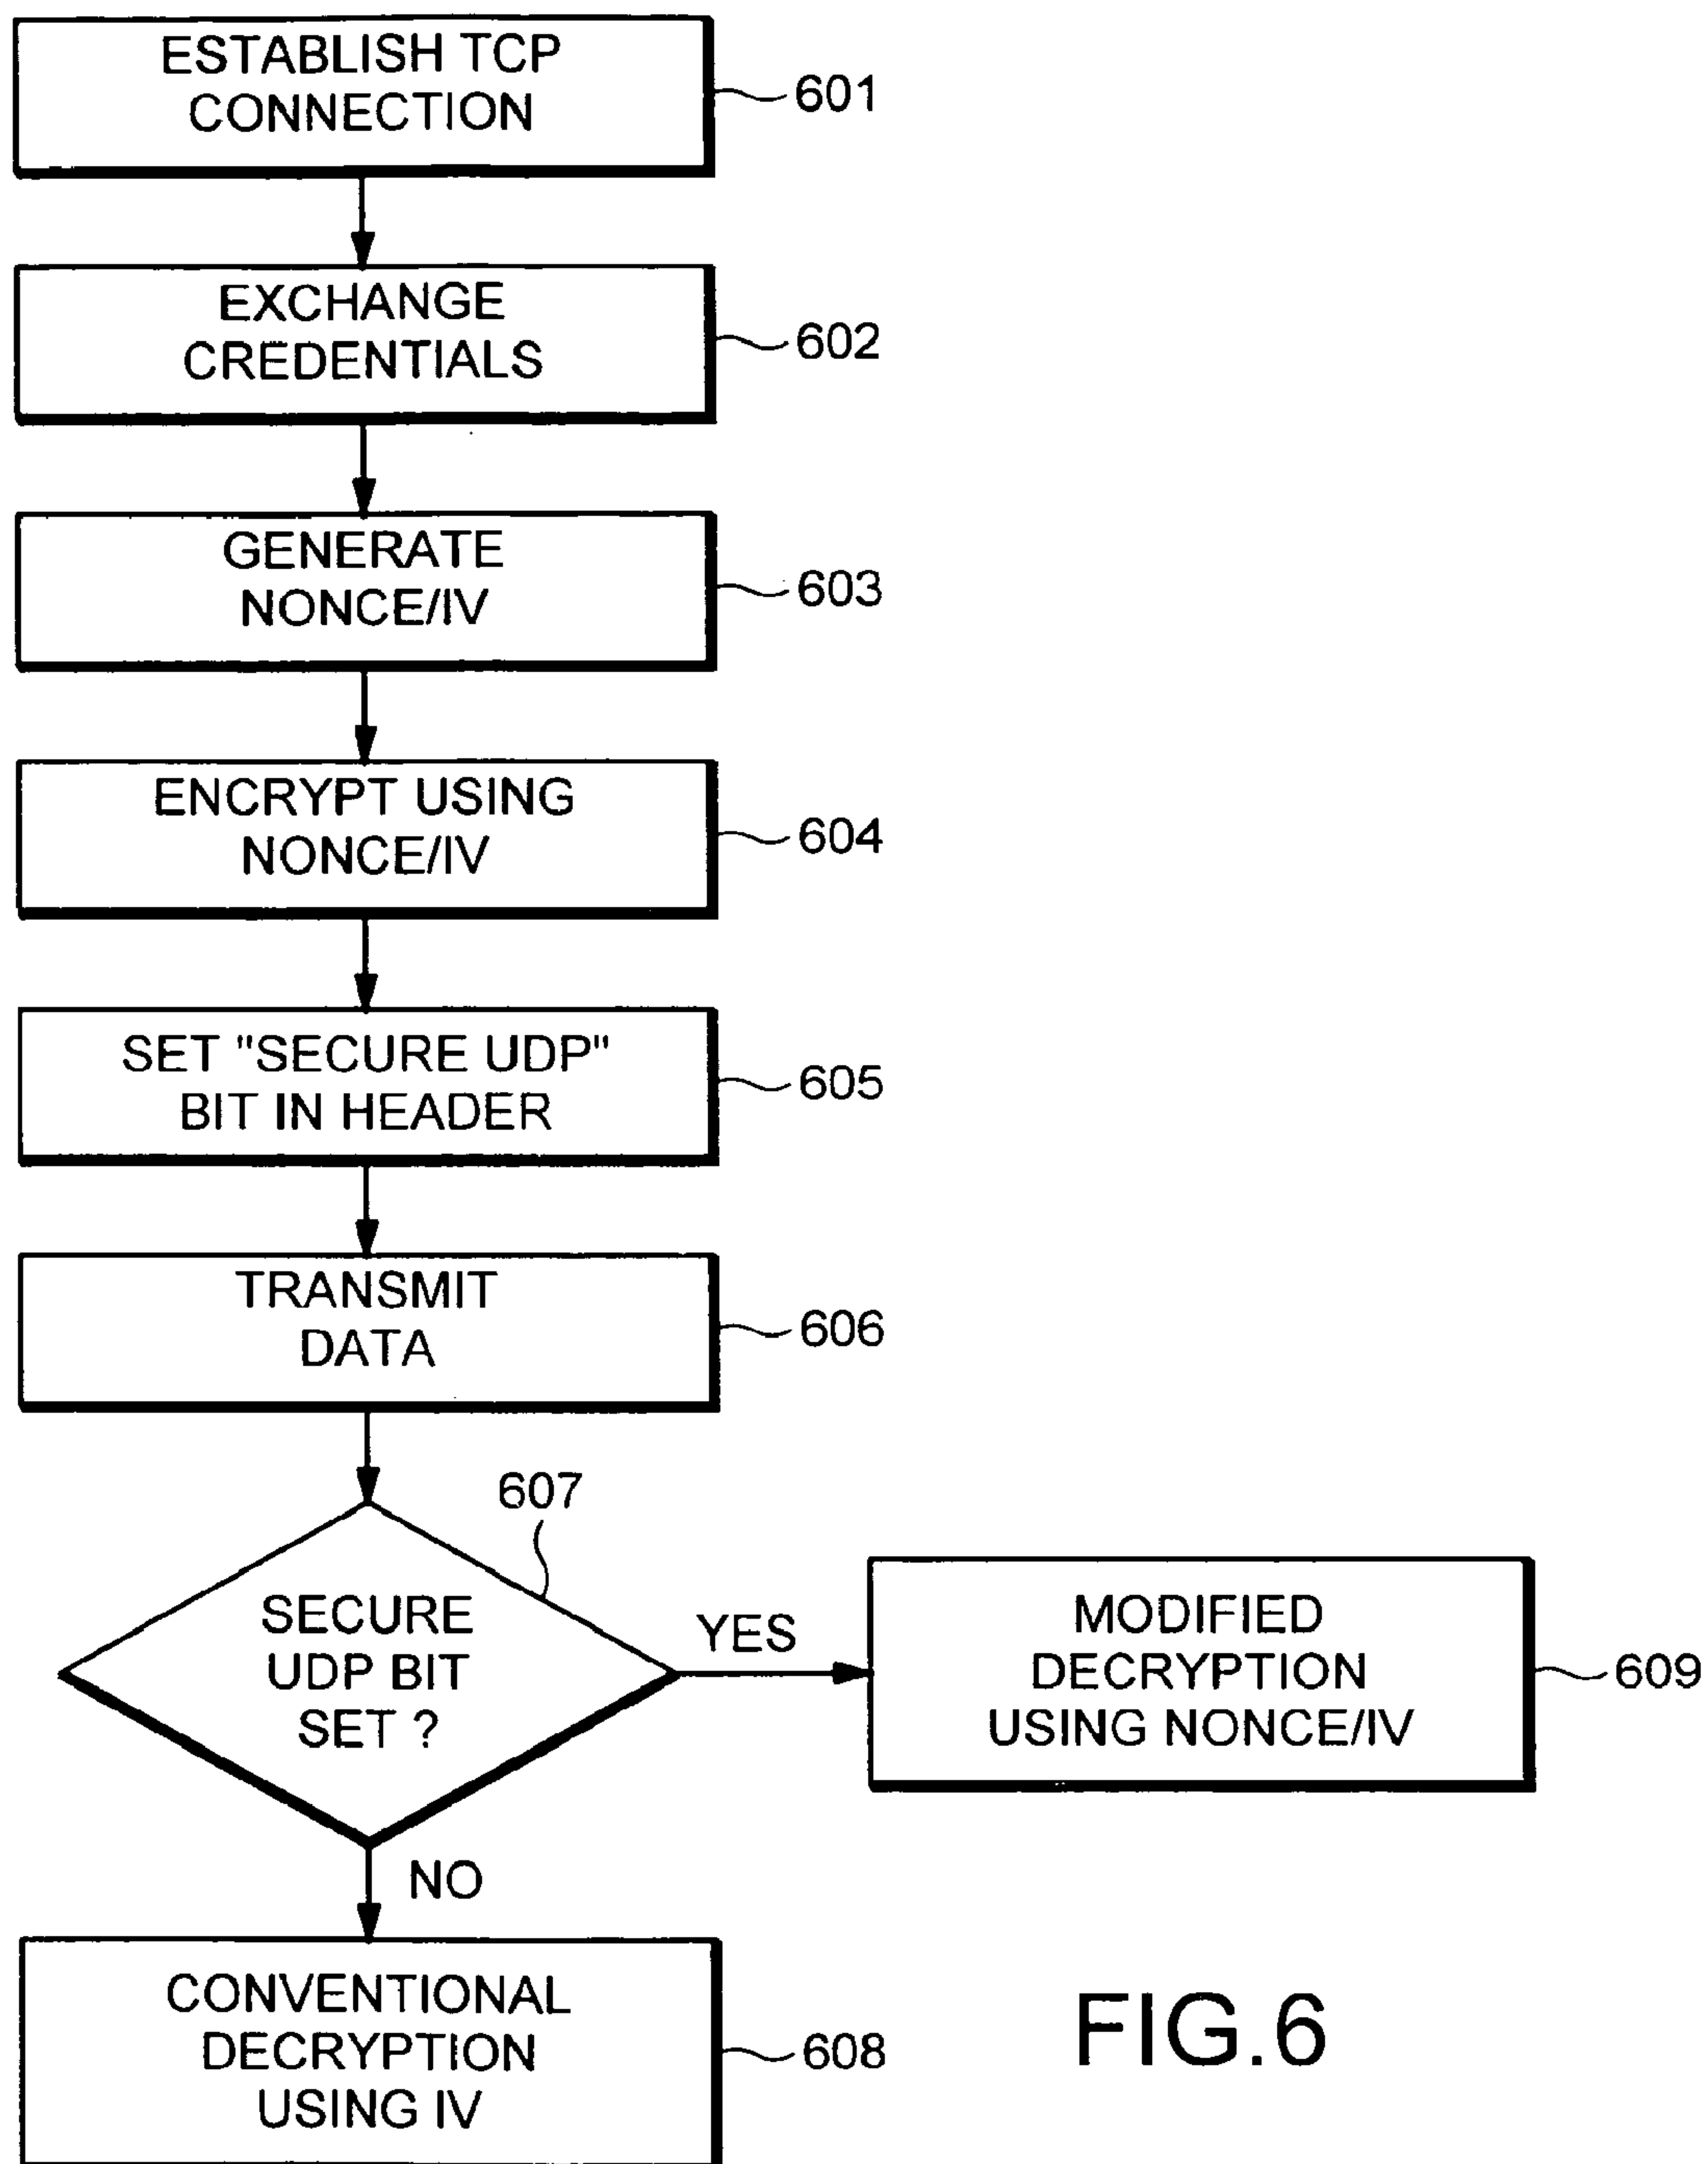 ESTABLISH TCP
CONNECTION
601
EXCHANGE
CREDENTIALS
602
GENERATE
NONCE/IV
603
ENCRYPT USING
NONCE/IV
604
SET "SECURE UDP"
BIT IN HEADER
605
TRANSMIT
DATA
606
607
SECURE
UDP BIT
SET ?
YES
MODIFIED
DECRYPTION
USING NONCE/IV
609
NO
CONVENTIONAL
DECRYPTION
USING IV
608
FIG.6